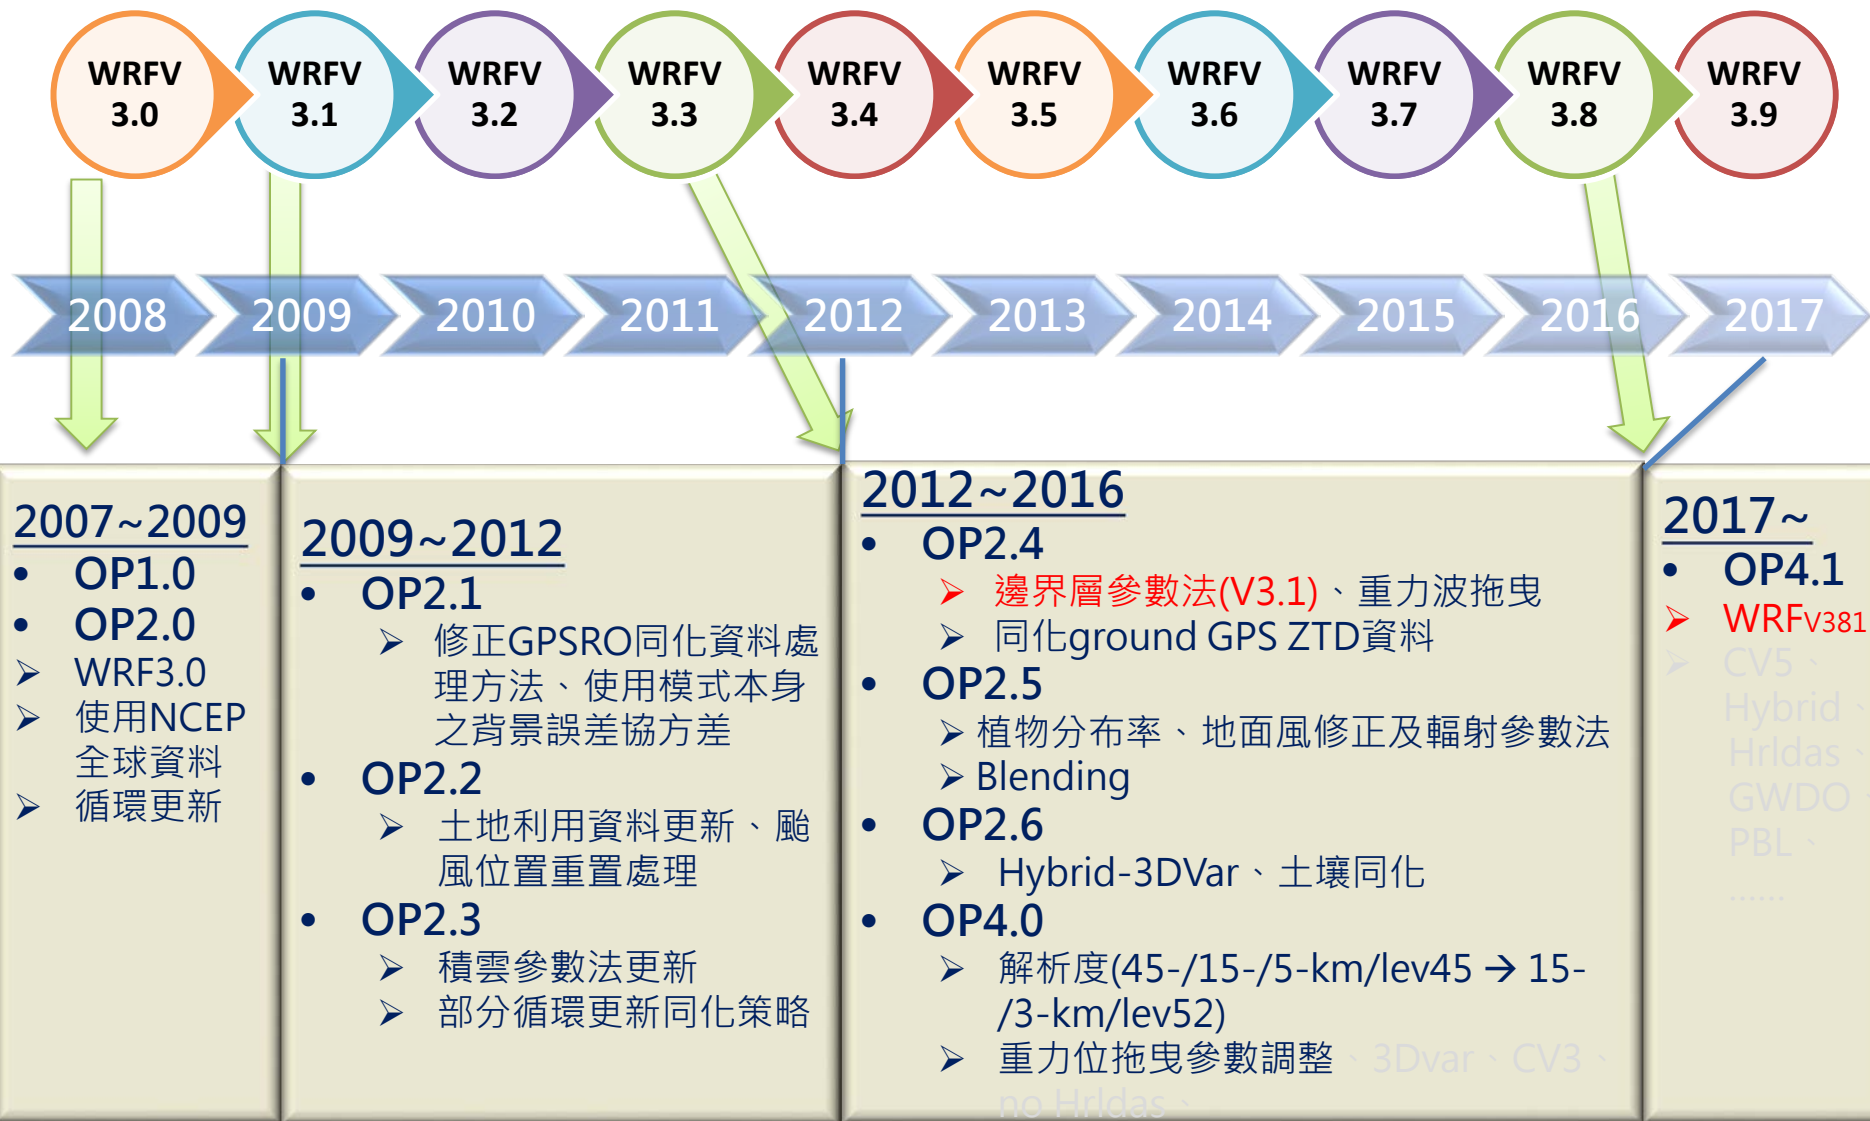 WRFV
3.0
WRFV
3.1
WRFV
3.2
WRFV
3.3
WRFV
3.4
WRFV
3.5
WRFV
3.6
WRFV
3.7
WRFV
3.8
WRFV
3.9
2008
2009
2010
2011
2012
2013
2014
2015
2016
2017
2007~2009
• OP1.0
• OP2.0
➢ WRF3.0
➢ 使用NCEP
全球資料
➢ 循環更新
2009~2012
• OP2.1
➢ 修正GPSRO同化資料處
理方法、使用模式本身
之背景誤差協方差
• OP2.2
➢ 土地利用資料更新、颱
風位置重置處理
• OP2.3
➢ 積雲參數法更新
➢ 部分循環更新同化策略
2012~2016
• OP2.4
➢ 邊界層參數法(V3.1)、重力波拖曳
➢ 同化ground GPS ZTD資料
• OP2.5
➢ 植物分布率、地面風修正及輻射參數法
➢ Blending
• OP2.6
➢ Hybrid-3DVar、土壤同化
• OP4.0
➢ 解析度(45-/15-/5-km/lev45 → 15-
/3-km/lev52)
➢ 重力位拖曳參數調整、3Dvar、CV3、
no Hrldas、
2017~
• OP4.1
➢ WRFV381
➢ CV5、
Hybrid、
Hrldas、
GWDO、
PBL、
......